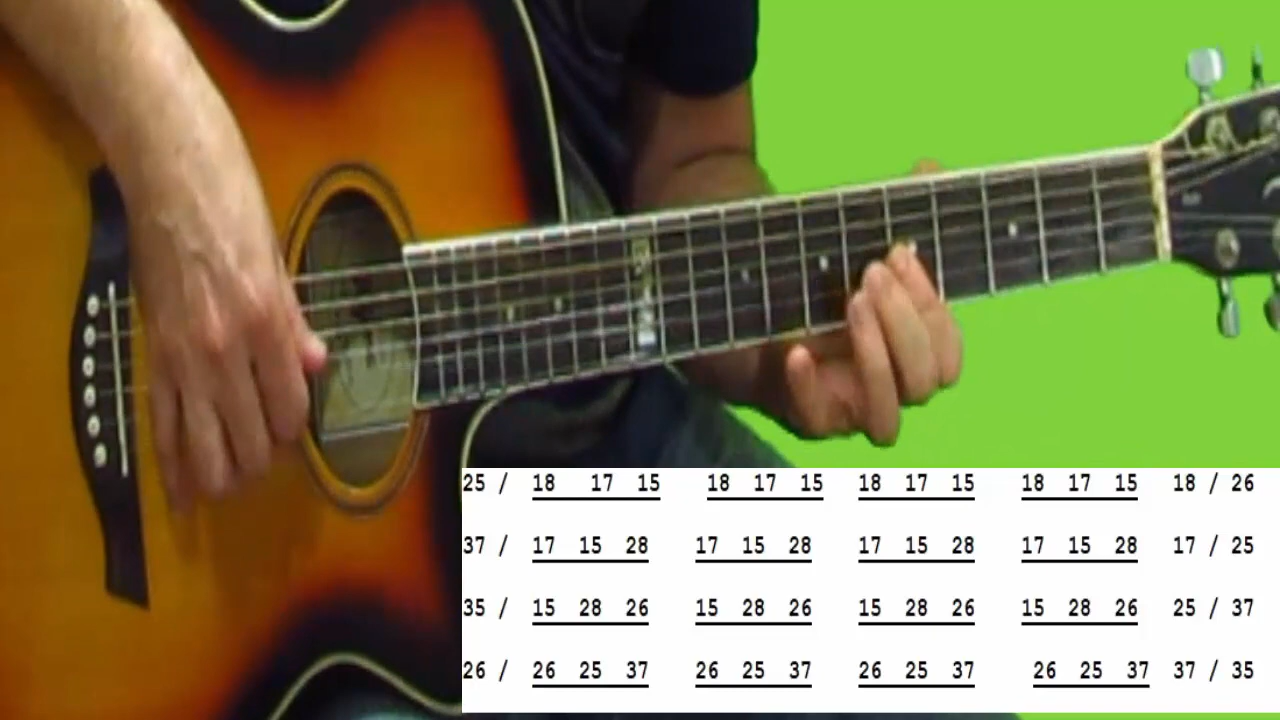 25 / 18 17 15 18 17 15 18 17 15 18 17 15 18 / 26
37 / 17 15 28 17 15 28 17 15 28 17 15 28 17 / 25
35 / 15 28 26 15 28 26 15 28 26 15 28 26 25 / 37
26 / 26 25 37 26 25 37 26 25 37 26 25 37 37 / 35